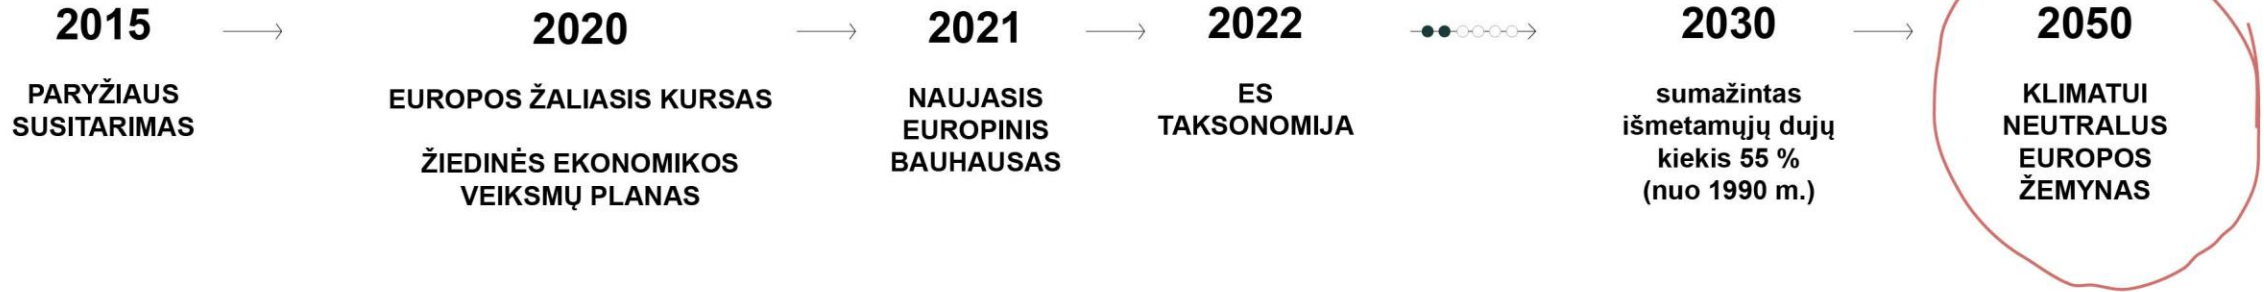 2015
PARYŽIAUS
SUSITARIMAS
2020
EUROPOS ŽALIASIS KURSAS
ŽIEDINĖS EKONOMIKOS
VEIKSMŲ PLANAS
2021
NAUJASIS
EUROPINIS
BAUHAUSAS
2022
ES
TAKSONOMIJA
2030
sumažintas
išmetamųjų dujų
kiekis 55 %
(nuo 1990 m.)
2050
KLIMATUI
NEUTRALUS
EUROPOS
ŽEMYNAS